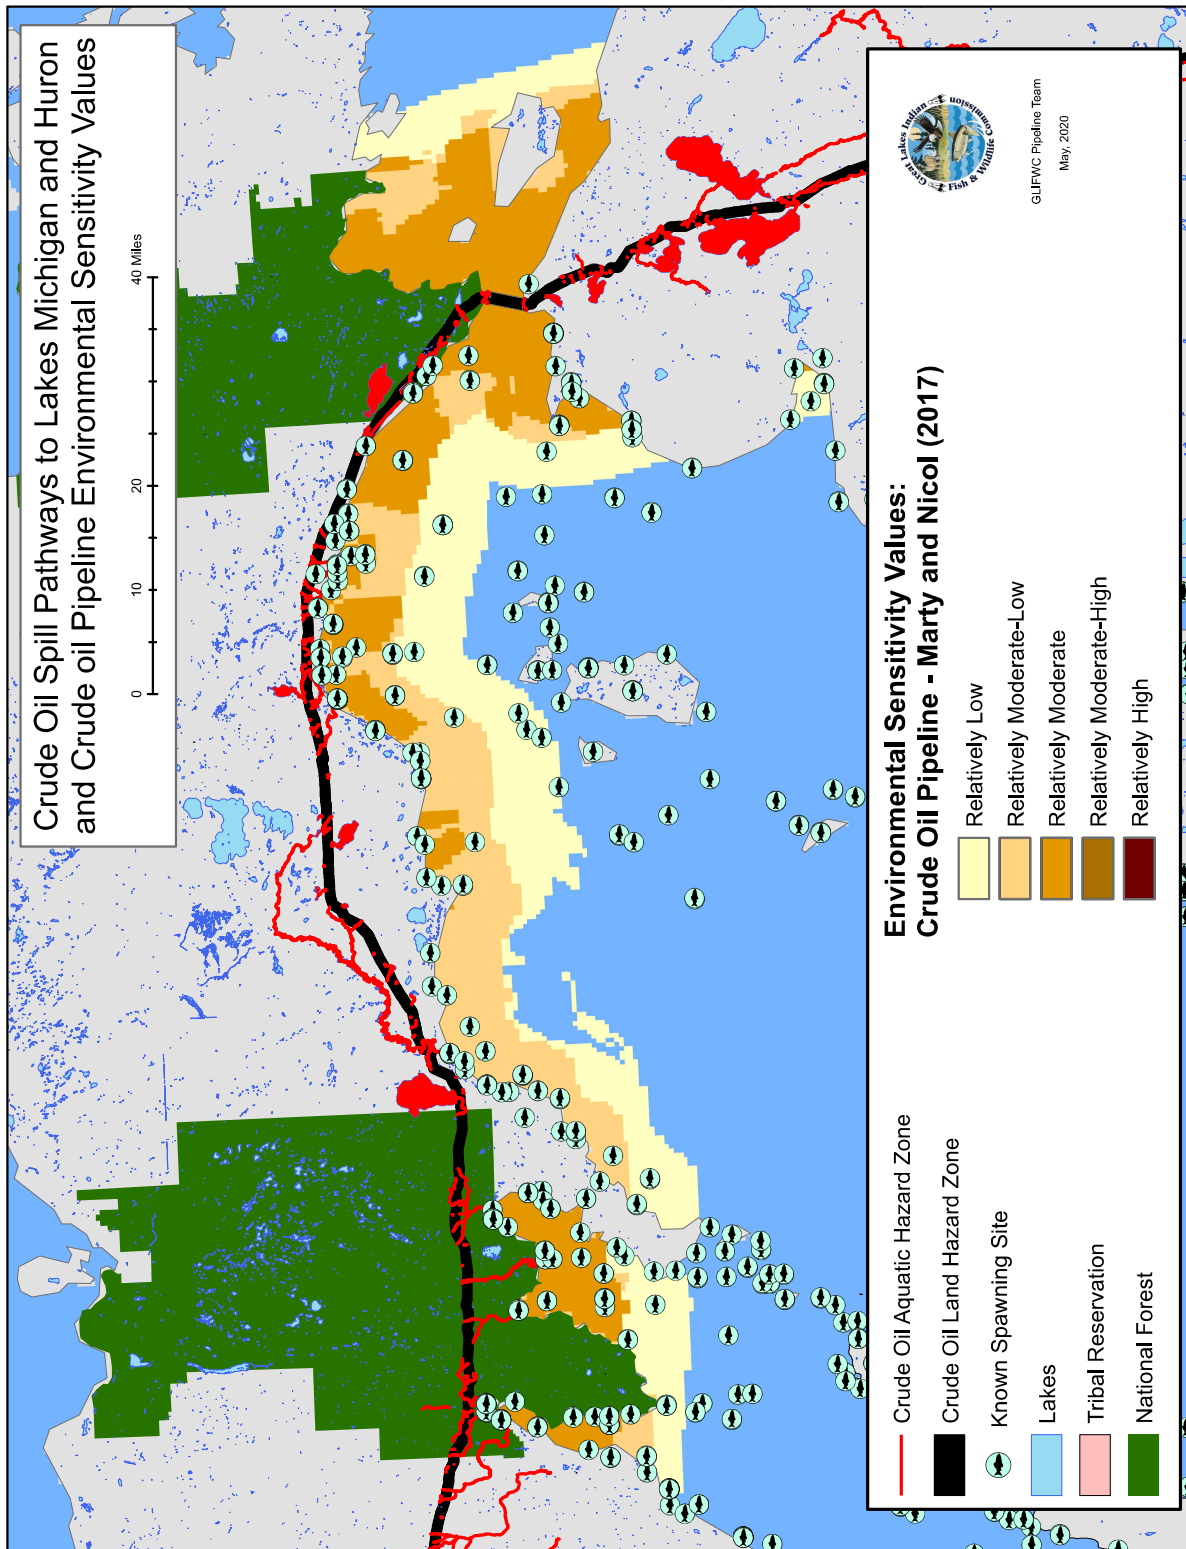 Crude Oil Spill Pathways to Lakes Michigan and Huron
and Crude oil Pipeline Environmental Sensitivity Values
0 10 20 40 Miles
Environmental Sensitivity Values:
Crude Oil Pipeline - Marty and Nicol (2017)
Crude Oil Aquatic Hazard Zone
Crude Oil Land Hazard Zone
Known Spawning Site
Lakes
Tribal Reservation
National Forest
Relatively Low
Relatively Moderate-Low
Relatively Moderate
Relatively Moderate-High
Relatively High
Great Lakes Indian
Fish & Wildlife Commission
GLIFWC Pipeline Team
May, 2020